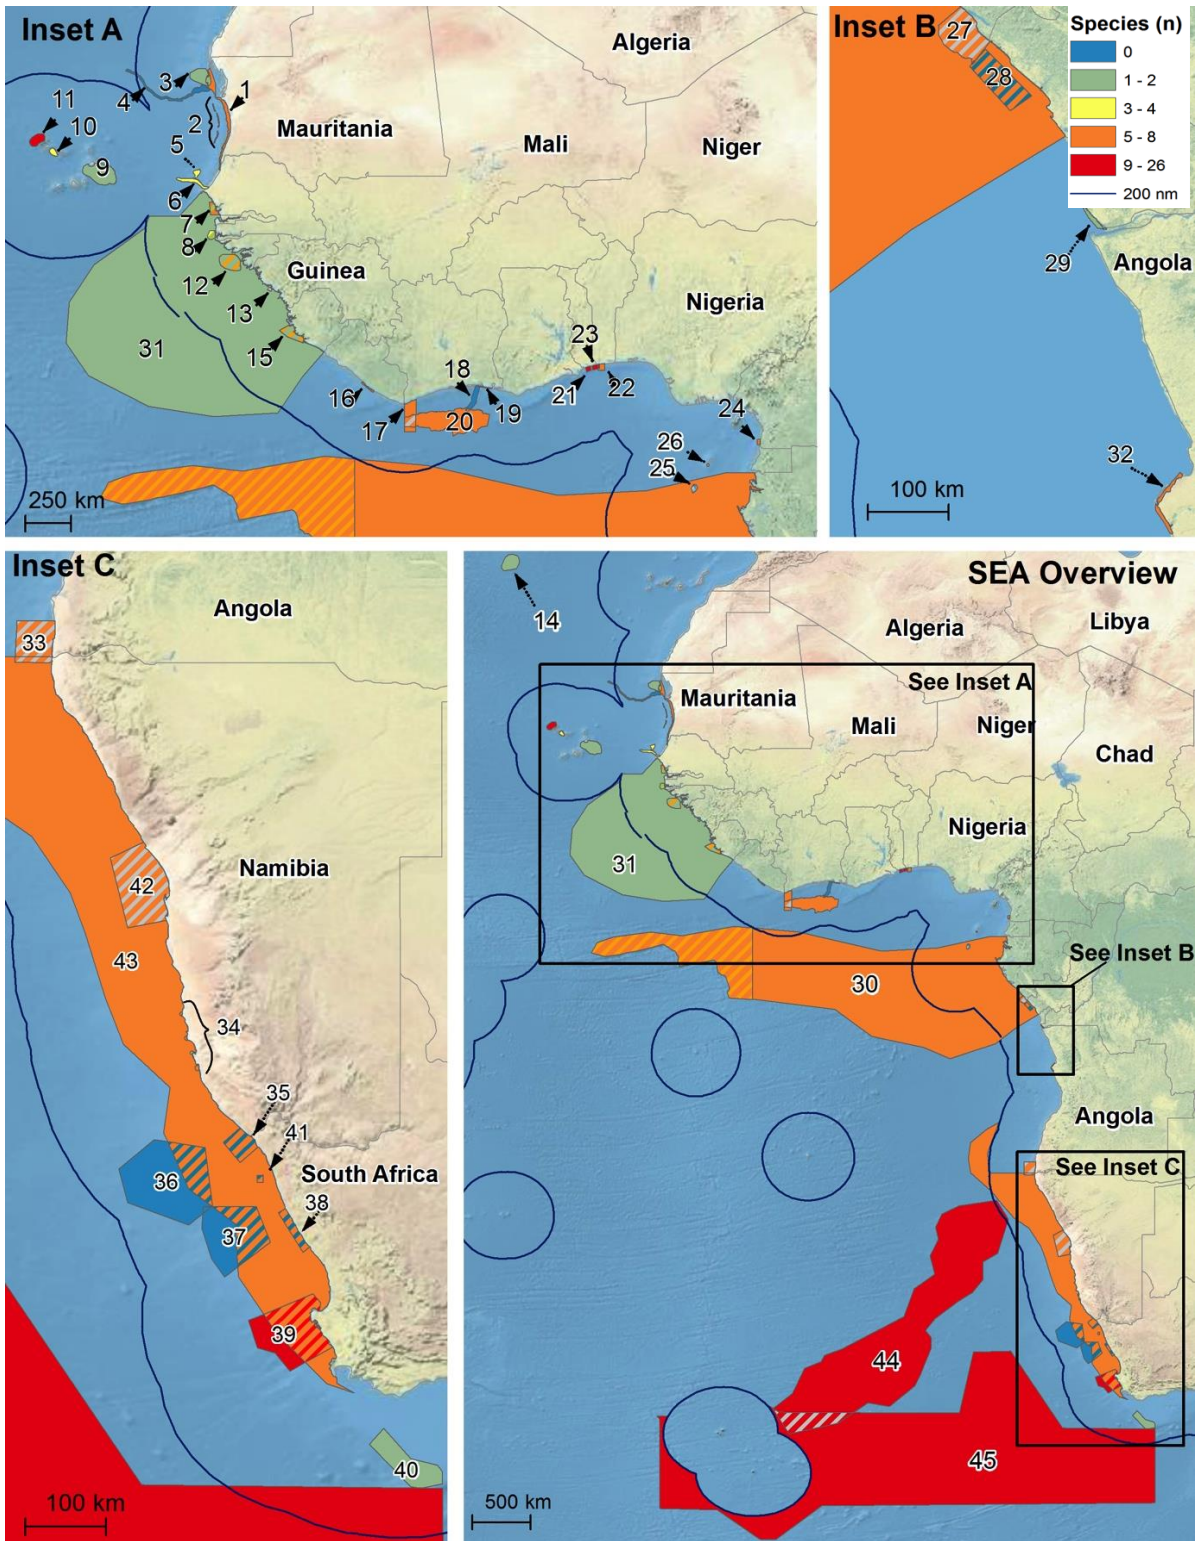 Inset A
Algeria
3
4
1
11
2
10
Mauritania
Mali
Niger
5
9
6
7
8
Guinea
12
13
Nigeria
31
15
23
18
16
21
22
19
17
20
24
26
25
250 km
Inset B
27
28
Species (n)
0
1 - 2
3 - 4
5 - 8
9 - 26
200 nm
29
Angola
32
100 km
Inset C
Angola
33
Namibia
42
43
34
35
41
South Africa
36
38
37
39
40
100 km
SEA Overview
14
Algeria
Libya
See Inset A
Mauritania
Mali
Niger
Chad
Nigeria
31
See Inset B
30
Angola
See Inset C
44
45
500 km